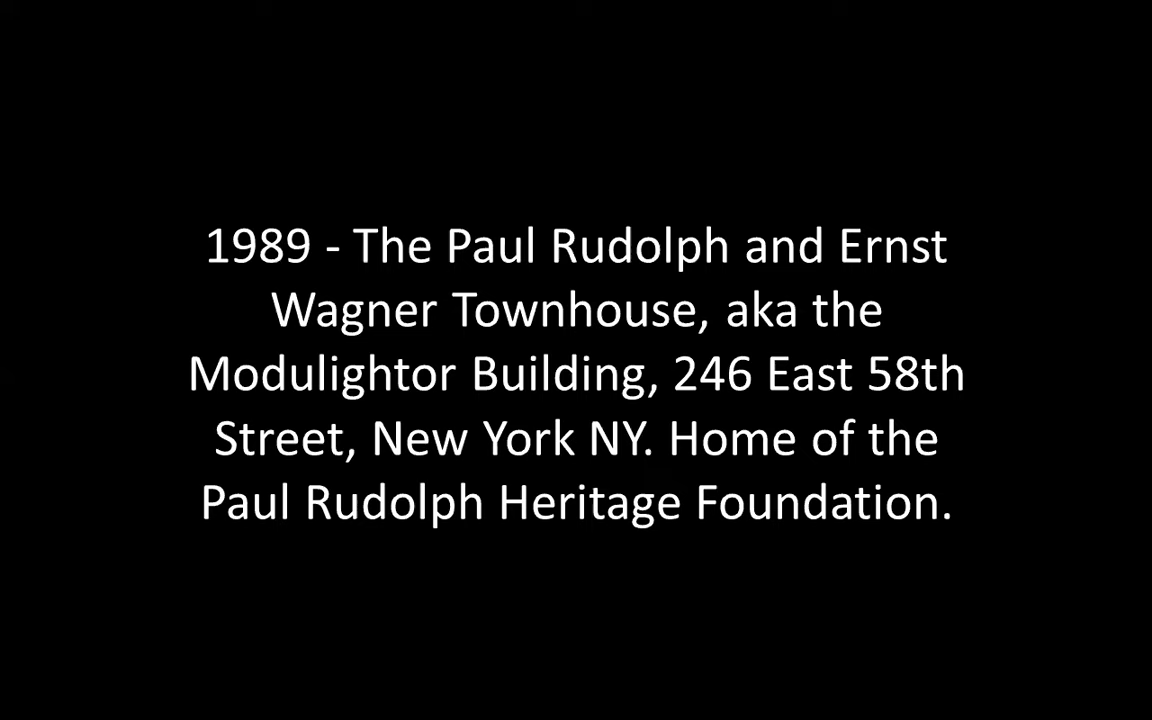 1989 - The Paul Rudolph and Ernst
Wagner Townhouse, aka the
Modulightor Building, 246 East 58th
Street, New York NY. Home of the
Paul Rudolph Heritage Foundation.